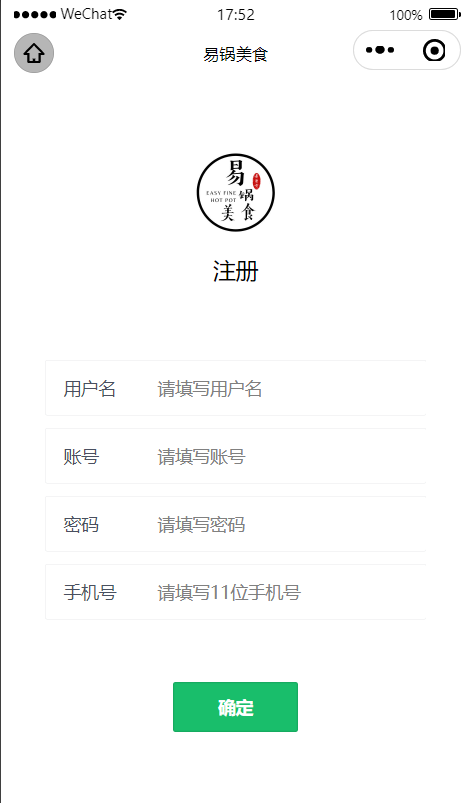 WeChat
17:52
100%
易锅美食
易
EASY FINE
HOT POT
锅
美食
注册
用户名 请填写用户名
账号 请填写账号
密码 请填写密码
手机号 请填写11位手机号
确定